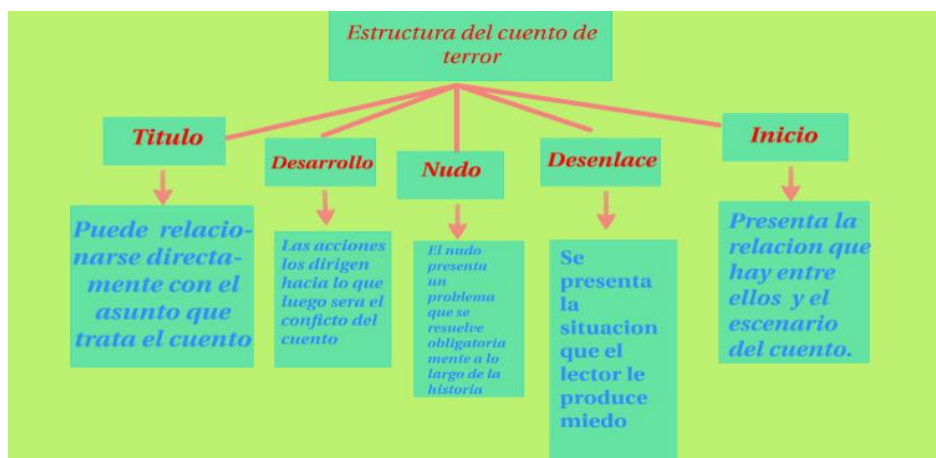 Estructura del cuento de
terror
Titulo
Desarrollo
Nudo
Desenlace
Inicio
Puede relacio-
narse directa-
mente con el
asunto que
trata el cuento
Las acciones
los dirigen
hacia lo que
luego sera el
conficto del
cuento
El nudo
presenta
un
problema
que se
resuelve
obligatoria
mente a lo
largo de la
historia
Se
presenta
la
situacion
que el
lector le
produce
miedo
Presenta la
relacion que
hay entre
ellos y el
escenario
del cuento.